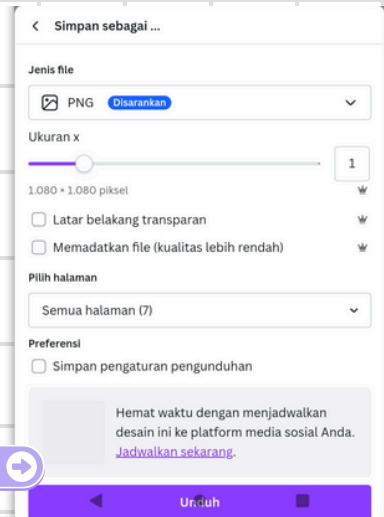 Simpan sebagai ...
Jenis file
PNG Disarankan
Ukuran x
1
1.080 × 1.080 piksel
Latar belakang transparan
Memadatkan file (kualitas lebih rendah)
Pilih halaman
Semua halaman (7)
Preferensi
Simpan pengaturan pengunduhan
Hemat waktu dengan menjadwalkan
desain ini ke platform media sosial Anda.
Jadwalkan sekarang.
Unduh